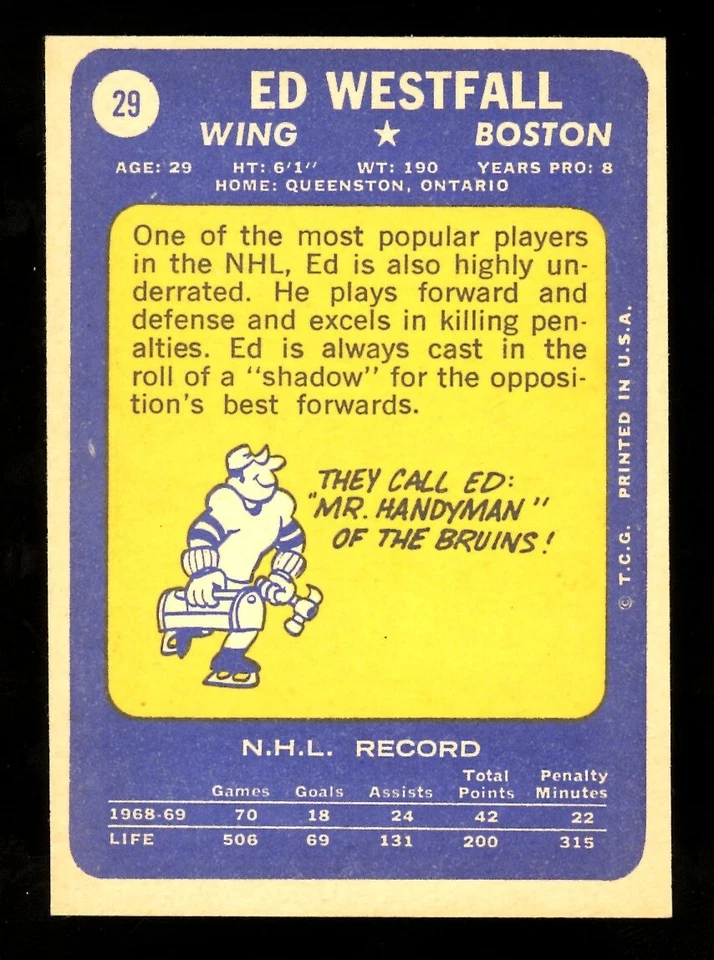 29
ED WESTFALL
WING ★ BOSTON
AGE: 29 HT: 6'1" WT: 190 YEARS PRO: 8
HOME: QUEENSTON, ONTARIO
One of the most popular players
in the NHL, Ed is also highly un-
derrated. He plays forward and
defense and excels in killing pen-
alties. Ed is always cast in the
roll of a "shadow" for the opposi-
tion's best forwards.
THEY CALL ED:
"MR. HANDYMAN"
OF THE BRUINS!
© T.C.G. PRINTED IN U.S.A.
N.H.L. RECORD
Games Goals Assists Total Points Penalty Minutes
1968-69 70 18 24 42 22
LIFE 506 69 131 200 315